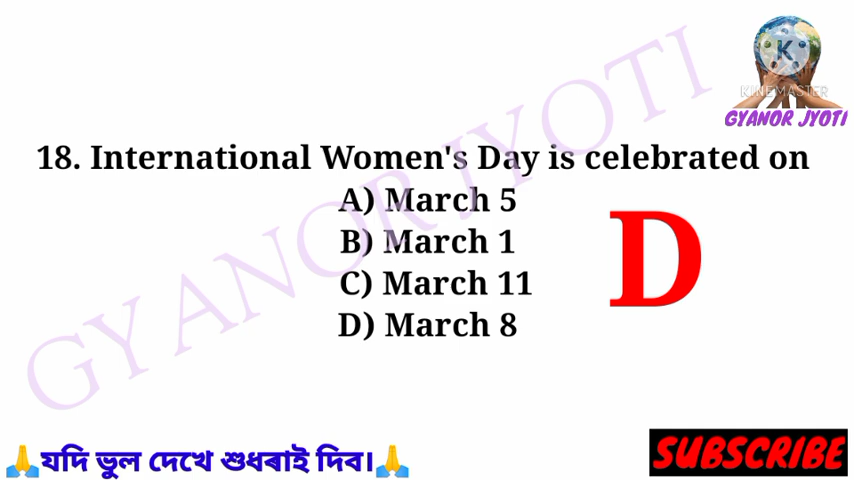 KINEMASTER
GYANOR JYOTI
18. International Women's Day is celebrated on
A) March 5
B) March 1
C) March 11
D) March 8
D
GYANOR JYOTI
🙏যদি ভুল দেখে শুধৰাই দিব।🙏
SUBSCRIBE